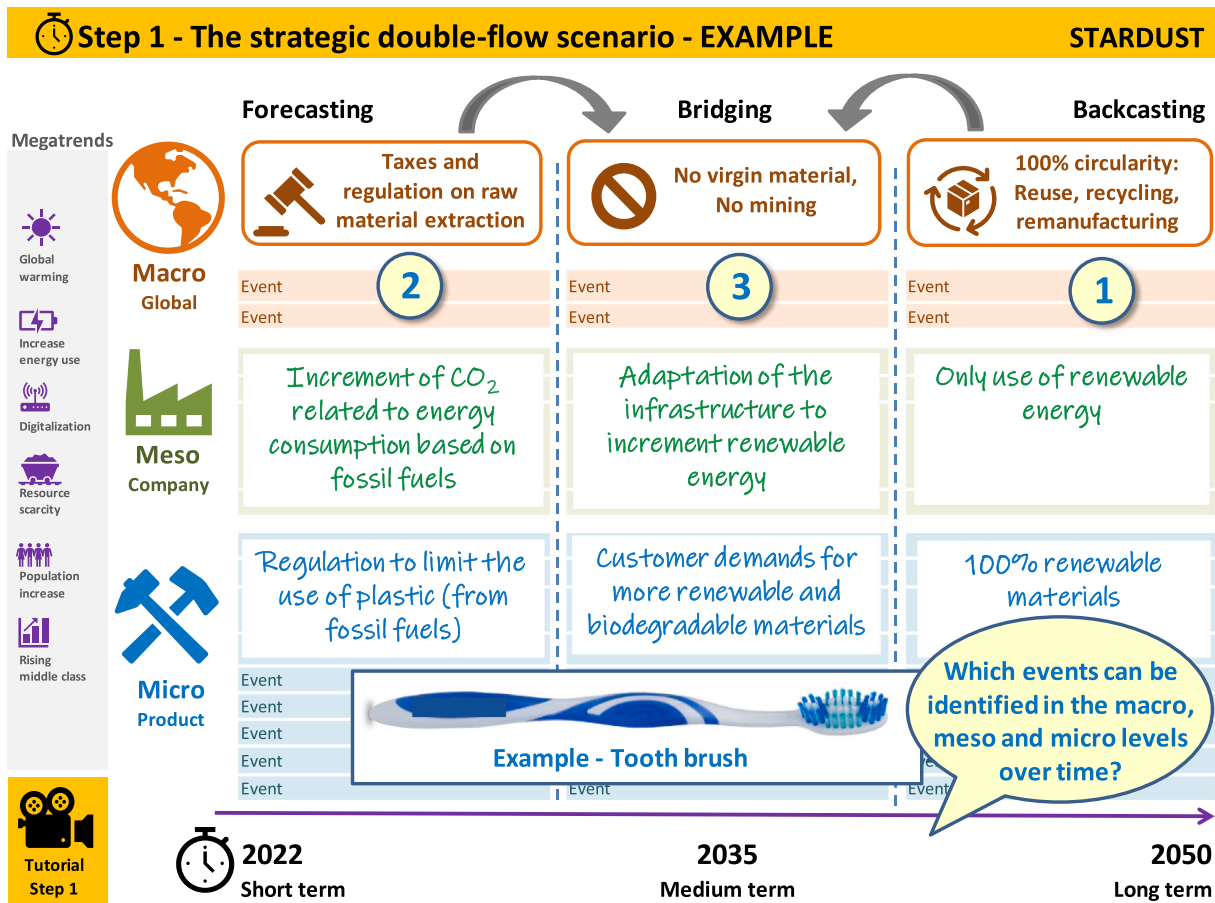 Step 1 - The strategic double-flow scenario - EXAMPLE
STARDUST
Forecasting
Bridging
Backcasting
Megatrends
Global
warming
Increase
energy use
Digitalization
Resource
scarcity
Population
increase
Rising
middle class
Tutorial
Step 1
Macro
Global
Taxes and
regulation on raw
material extraction
No virgin material,
No mining
100% circularity:
Reuse, recycling,
remanufacturing
2
3
1
Event
Event
Event
Event
Event
Event
Meso
Company
Increment of CO2
related to energy
consumption based on
fossil fuels
Adaptation of the
infrastructure to
increment renewable
energy
Only use of renewable
energy
Micro
Product
Regulation to limit the
use of plastic (from
fossil fuels)
Customer demands for
more renewable and
biodegradable materials
100% renewable
materials
Event
Event
Event
Event
Event
Event
Event
Example - Tooth brush
Which events can be
identified in the macro,
meso and micro levels
over time?
2022
Short term
2035
Medium term
2050
Long term